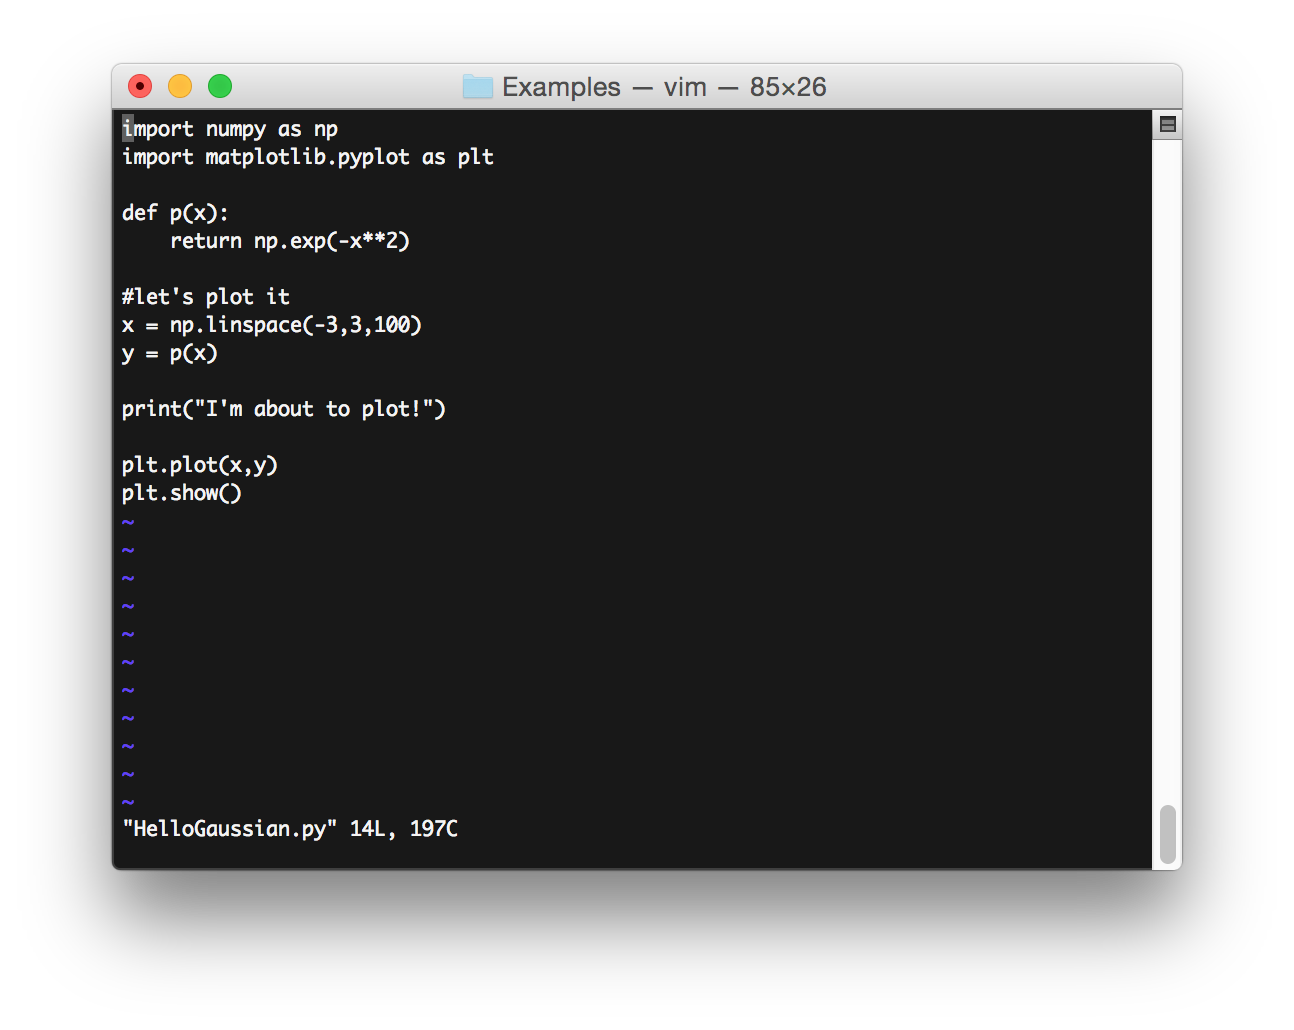 Examples — vim — 85×26
import numpy as np
import matplotlib.pyplot as plt

def p(x):
    return np.exp(-x**2)

#let's plot it
x = np.linspace(-3,3,100)
y = p(x)

print("I'm about to plot!")

plt.plot(x,y)
plt.show()
~
~
~
~
~
~
~
~
~
~
~
"HelloGaussian.py" 14L, 197C